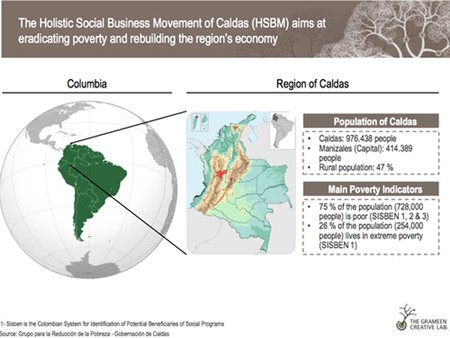 The Holistic Social Business Movement of Caldas (HSBM) aims at
eradicating poverty and rebuilding the region's economy
Columbia
Region of Caldas
Population of Caldas
• Caldas: 976.438 people
• Manizales (Capital): 414.389
people
• Rural population: 47 %
Main Poverty Indicators
• 75 % of the population (728,000
people) is poor (SISBEN 1, 2 & 3)
• 26 % of the population (254,000
people) lives in extreme poverty
(SISBEN 1)
1- Sisben is the Colombian System for Identification of Potential Beneficiaries of Social Programs
Source: Grupo para la Reducción de la Pobreza - Gobernación de Caldas
THE GRAMEEN
CREATIVE LAB